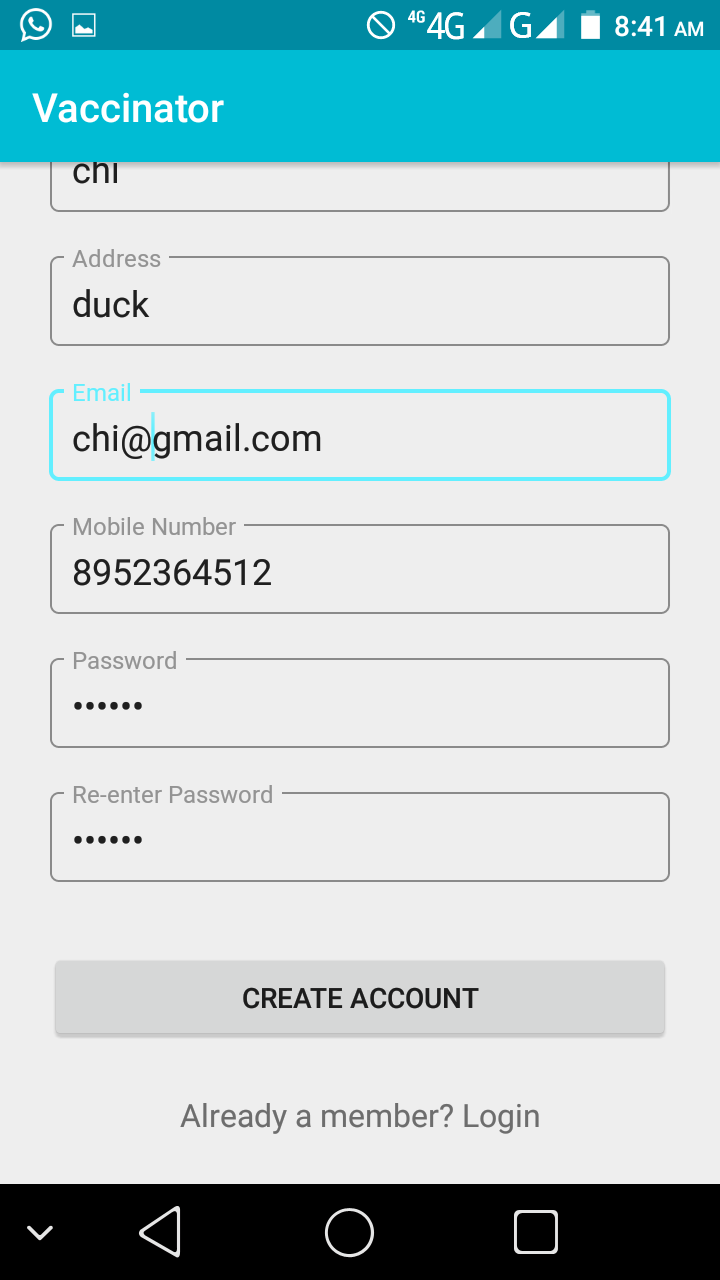 4G 4G G 8:41 AM
Vaccinator
chi
Address
duck
Email
chi@gmail.com
Mobile Number
8952364512
Password
••••••
Re-enter Password
••••••
CREATE ACCOUNT
Already a member? Login